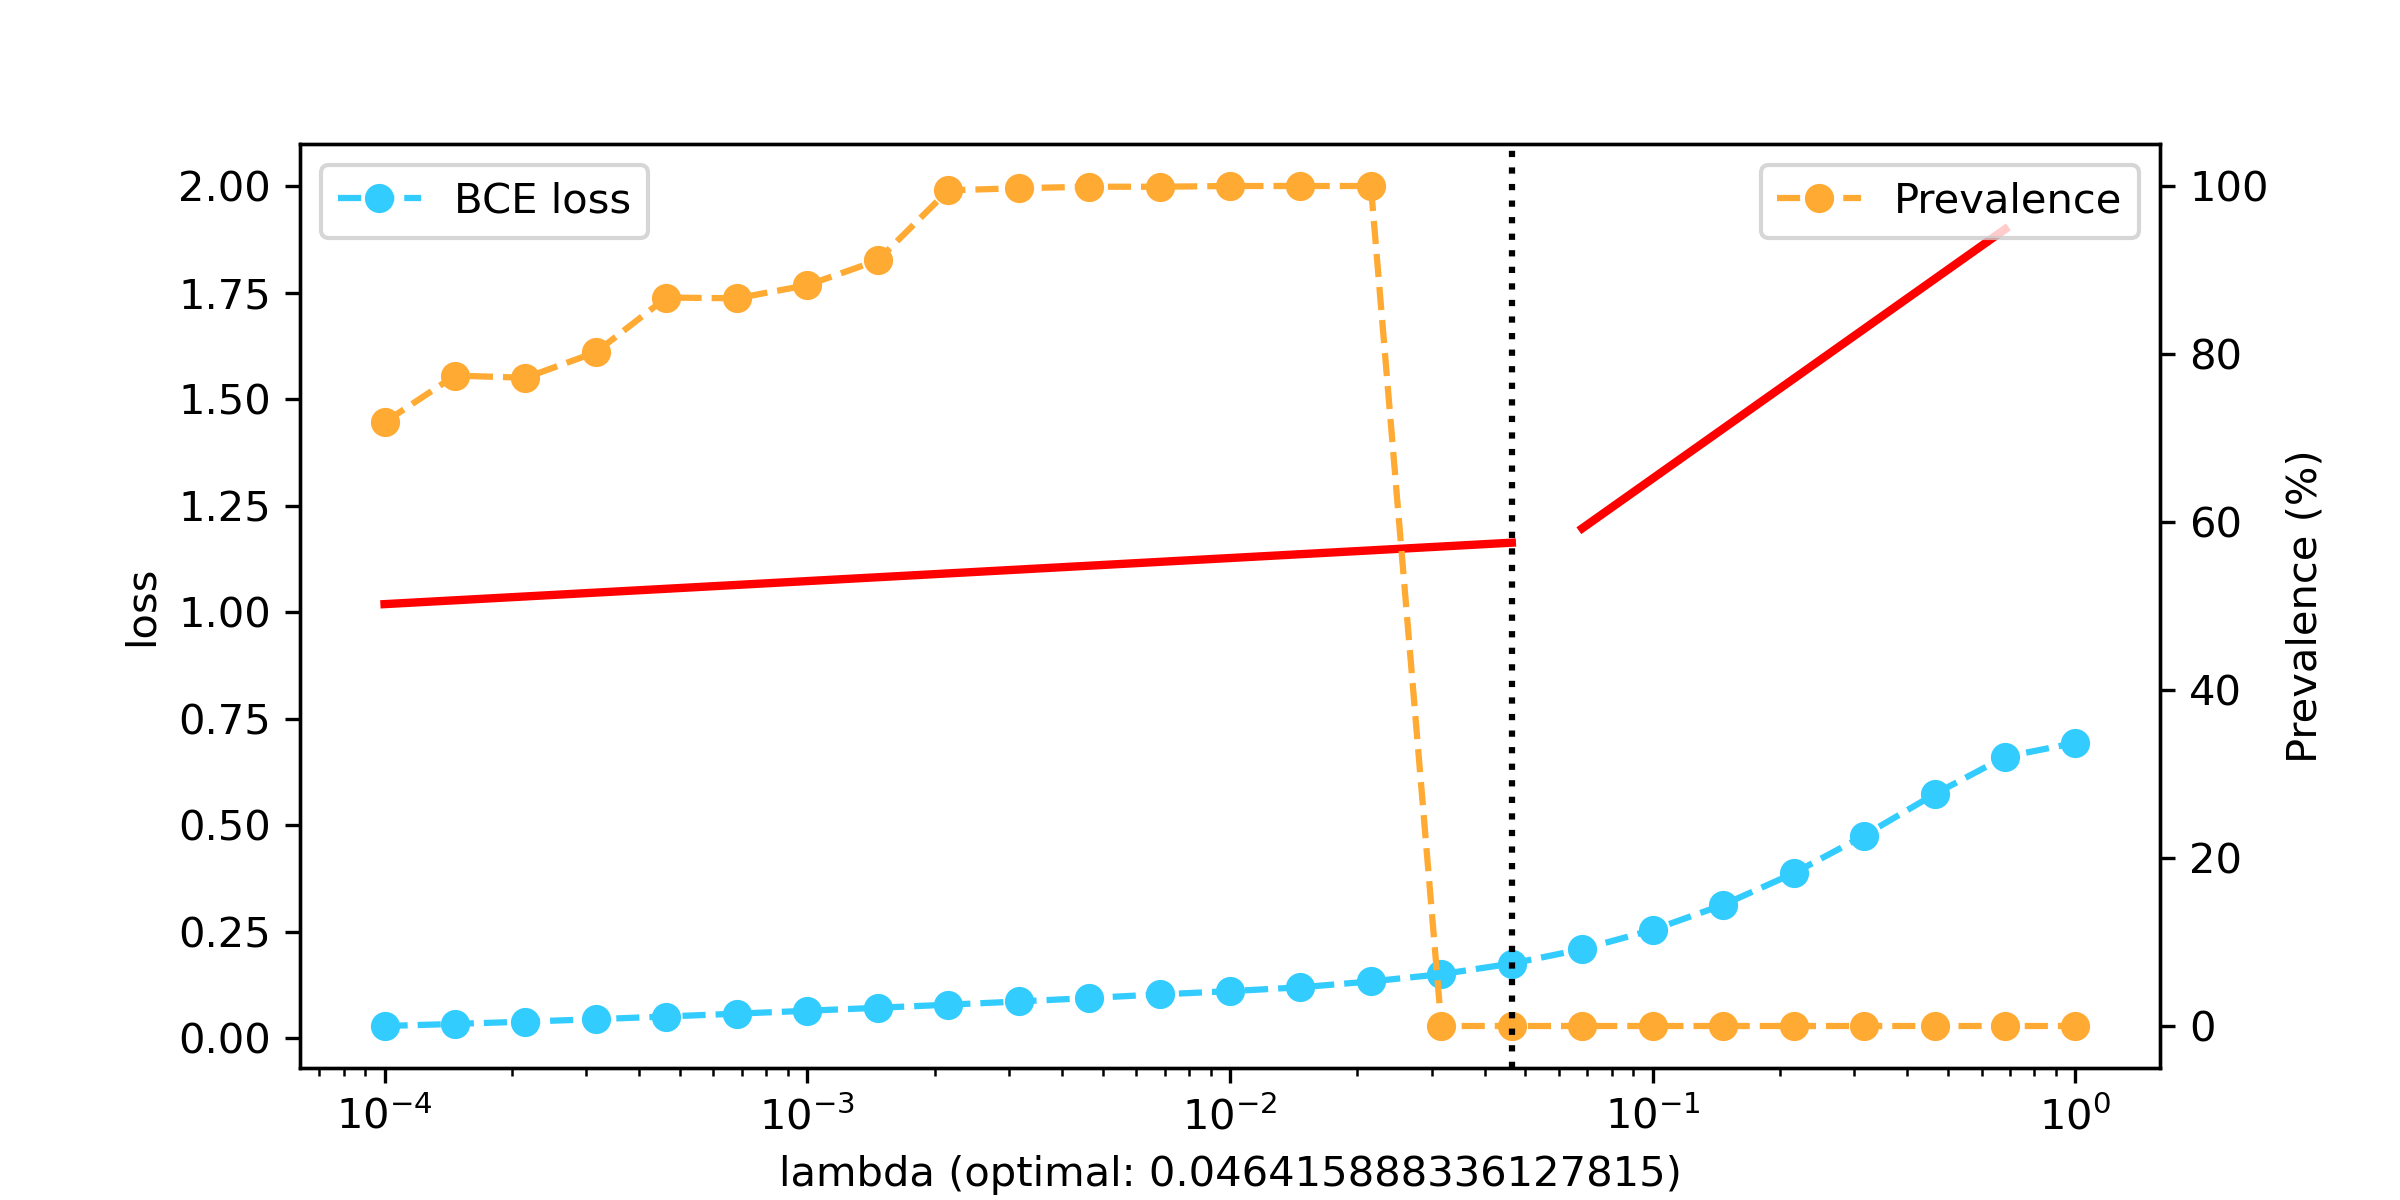 BCE loss
Prevalence
2.00
1.75
1.50
1.25
1.00
0.75
0.50
0.25
0.00
loss
100
80
60
40
20
0
Prevalence (%)
10⁻⁴ 10⁻³ 10⁻² 10⁻¹ 10⁰
lambda (optimal: 0.046415888336127815)